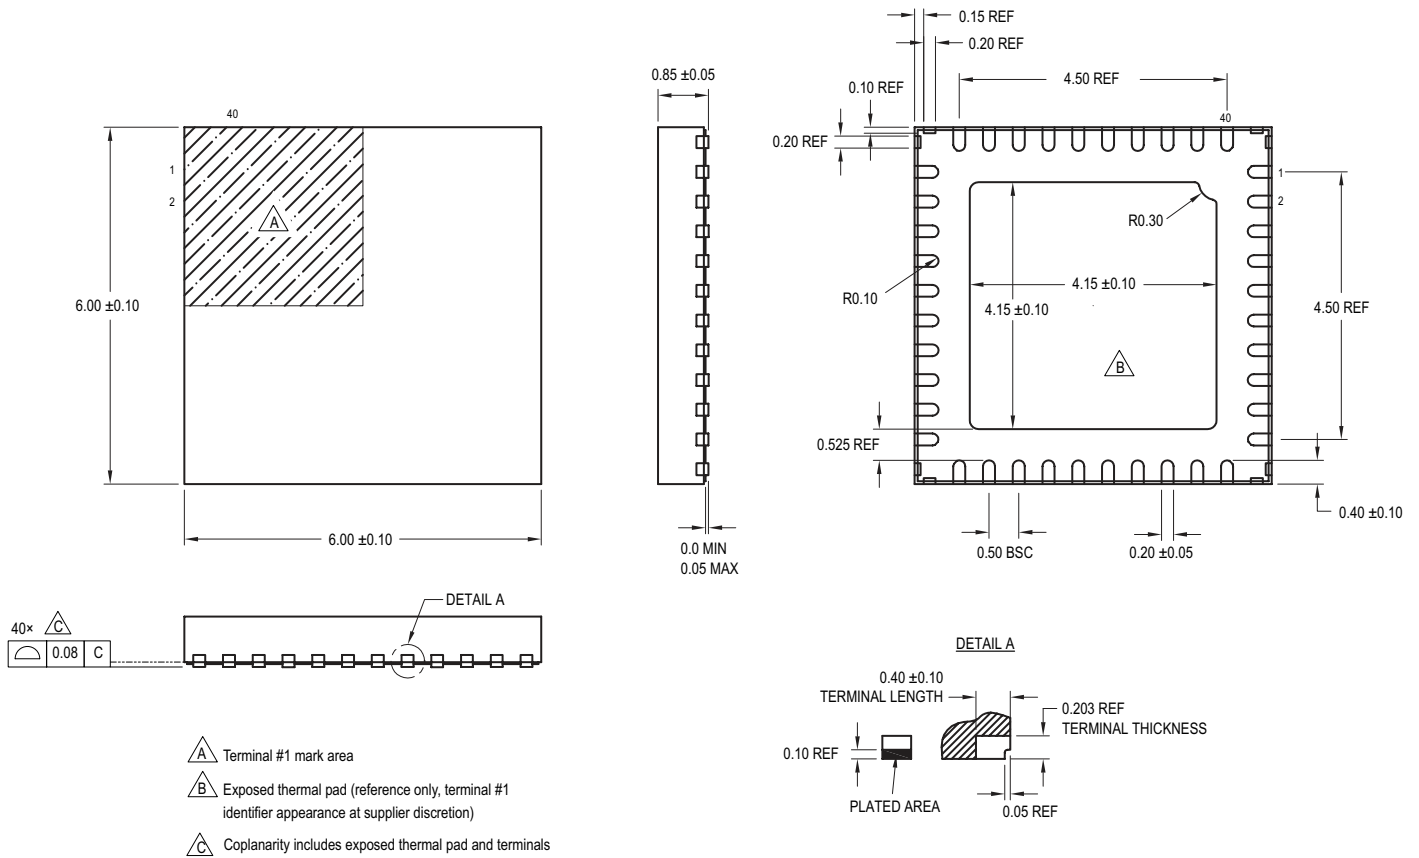 40
1
2
A
6.00 ±0.10
6.00 ±0.10
0.85 ±0.05
0.0 MIN
0.05 MAX
0.15 REF
0.20 REF
4.50 REF
0.10 REF
0.20 REF
40
1
2
R0.30
R0.10
4.15 ±0.10
4.15 ±0.10
4.50 REF
B
0.525 REF
0.40 ±0.10
0.50 BSC
0.20 ±0.05
DETAIL A
40× C
0.08 C
DETAIL A
0.40 ±0.10
TERMINAL LENGTH
0.203 REF
TERMINAL THICKNESS
0.10 REF
PLATED AREA
0.05 REF
A Terminal #1 mark area
B Exposed thermal pad (reference only, terminal #1
identifier appearance at supplier discretion)
C Coplanarity includes exposed thermal pad and terminals